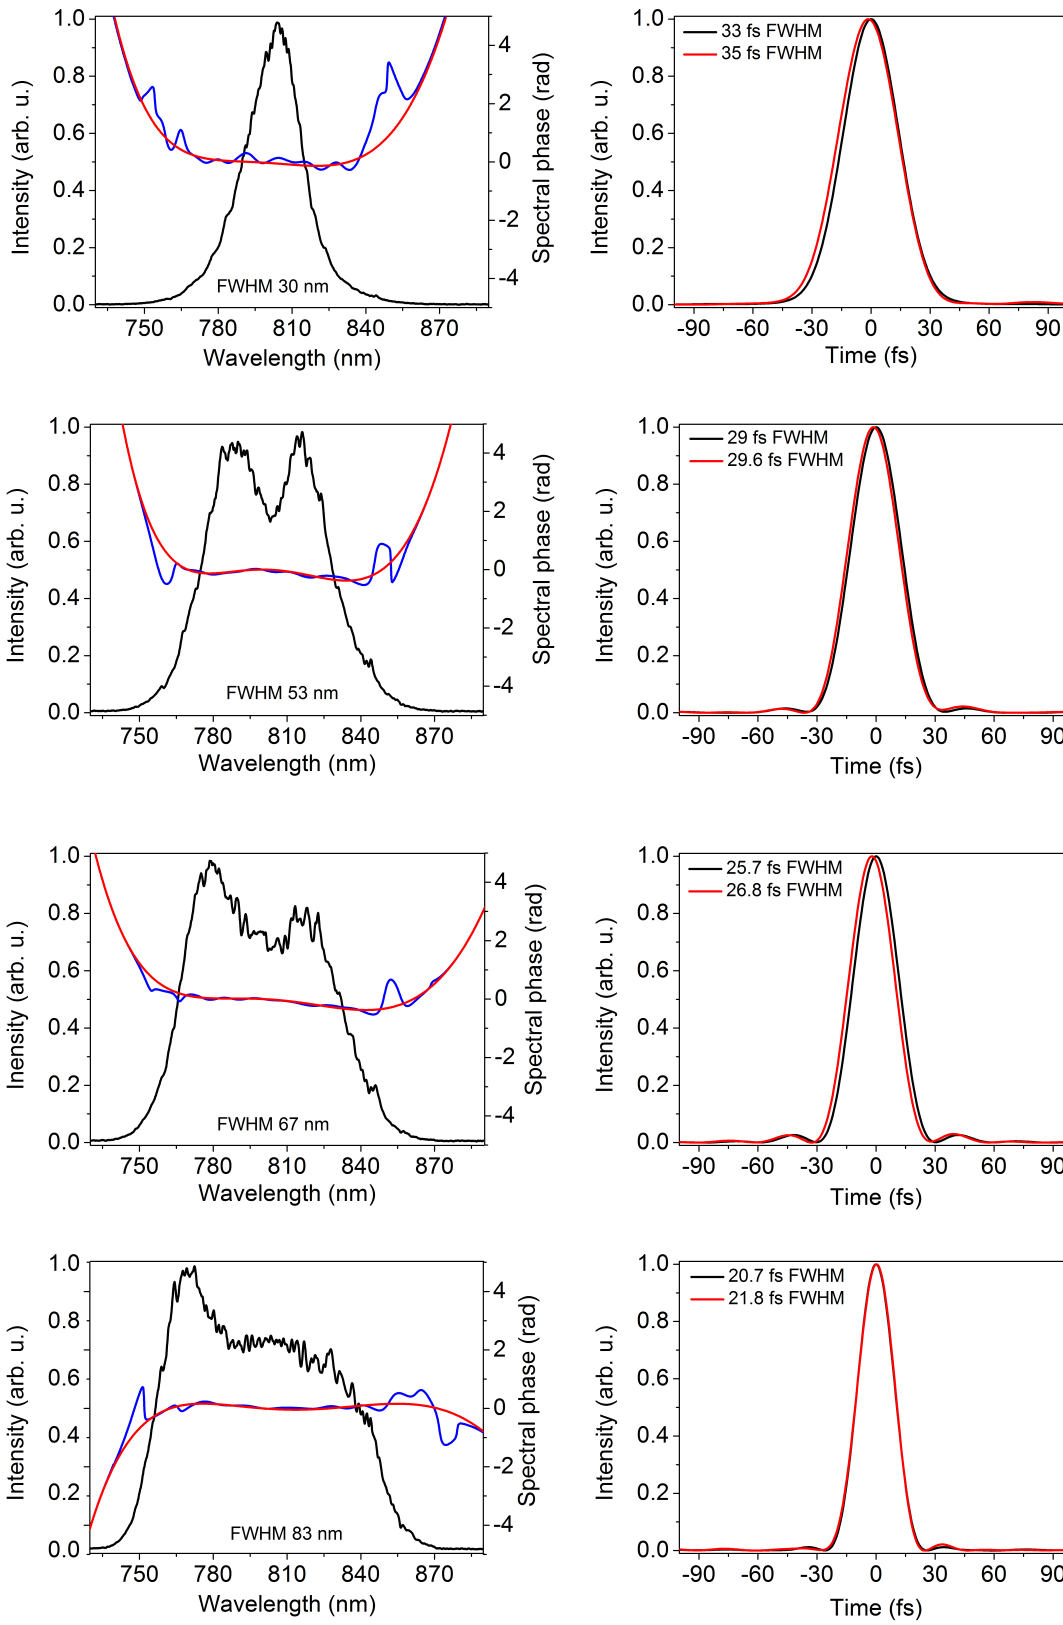 1.0
0.8
0.6
0.4
0.2
0.0
Intensity (arb. u.)
4
2
0
-2
-4
Spectral phase (rad)
FWHM 30 nm
750 780 810 840 870
Wavelength (nm)
1.0
0.8
0.6
0.4
0.2
0.0
Intensity (arb. u.)
33 fs FWHM
35 fs FWHM
-90 -60 -30 0 30 60 90
Time (fs)
1.0
0.8
0.6
0.4
0.2
0.0
Intensity (arb. u.)
4
2
0
-2
-4
Spectral phase (rad)
FWHM 53 nm
750 780 810 840 870
Wavelength (nm)
1.0
0.8
0.6
0.4
0.2
0.0
Intensity (arb. u.)
29 fs FWHM
29.6 fs FWHM
-90 -60 -30 0 30 60 90
Time (fs)
1.0
0.8
0.6
0.4
0.2
0.0
Inensity (arb. u.)
4
2
0
-2
-4
Spectral phase (rad)
FWHM 67 nm
750 780 810 840 870
Wavelength (nm)
1.0
0.8
0.6
0.4
0.2
0.0
Intensity (arb. u.)
25.7 fs FWHM
26.8 fs FWHM
-90 -60 -30 0 30 60 90
Time (fs)
1.0
0.8
0.6
0.4
0.2
0.0
Intensity (arb. u.)
4
2
0
-2
-4
Spectral phase (rad)
FWHM 83 nm
750 780 810 840 870
Wavelength (nm)
1.0
0.8
0.6
0.4
0.2
0.0
Intensity (arb. u.)
20.7 fs FWHM
21.8 fs FWHM
-90 -60 -30 0 30 60 90
Time (fs)